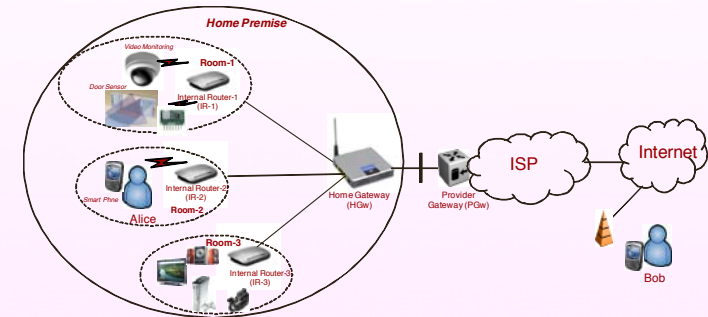 Home Premise
Video Monitoring
Room-1
Door Sensor
Internal Router-1
(IR-1)
Internal Router-2
(IR-2)
Smart Phne
Room-2
Alice
Room-3
Internal Router-3
(IR-3)
Home Gateway
(HGw)
Provider
Gateway (PGw)
ISP
Internet
Bob